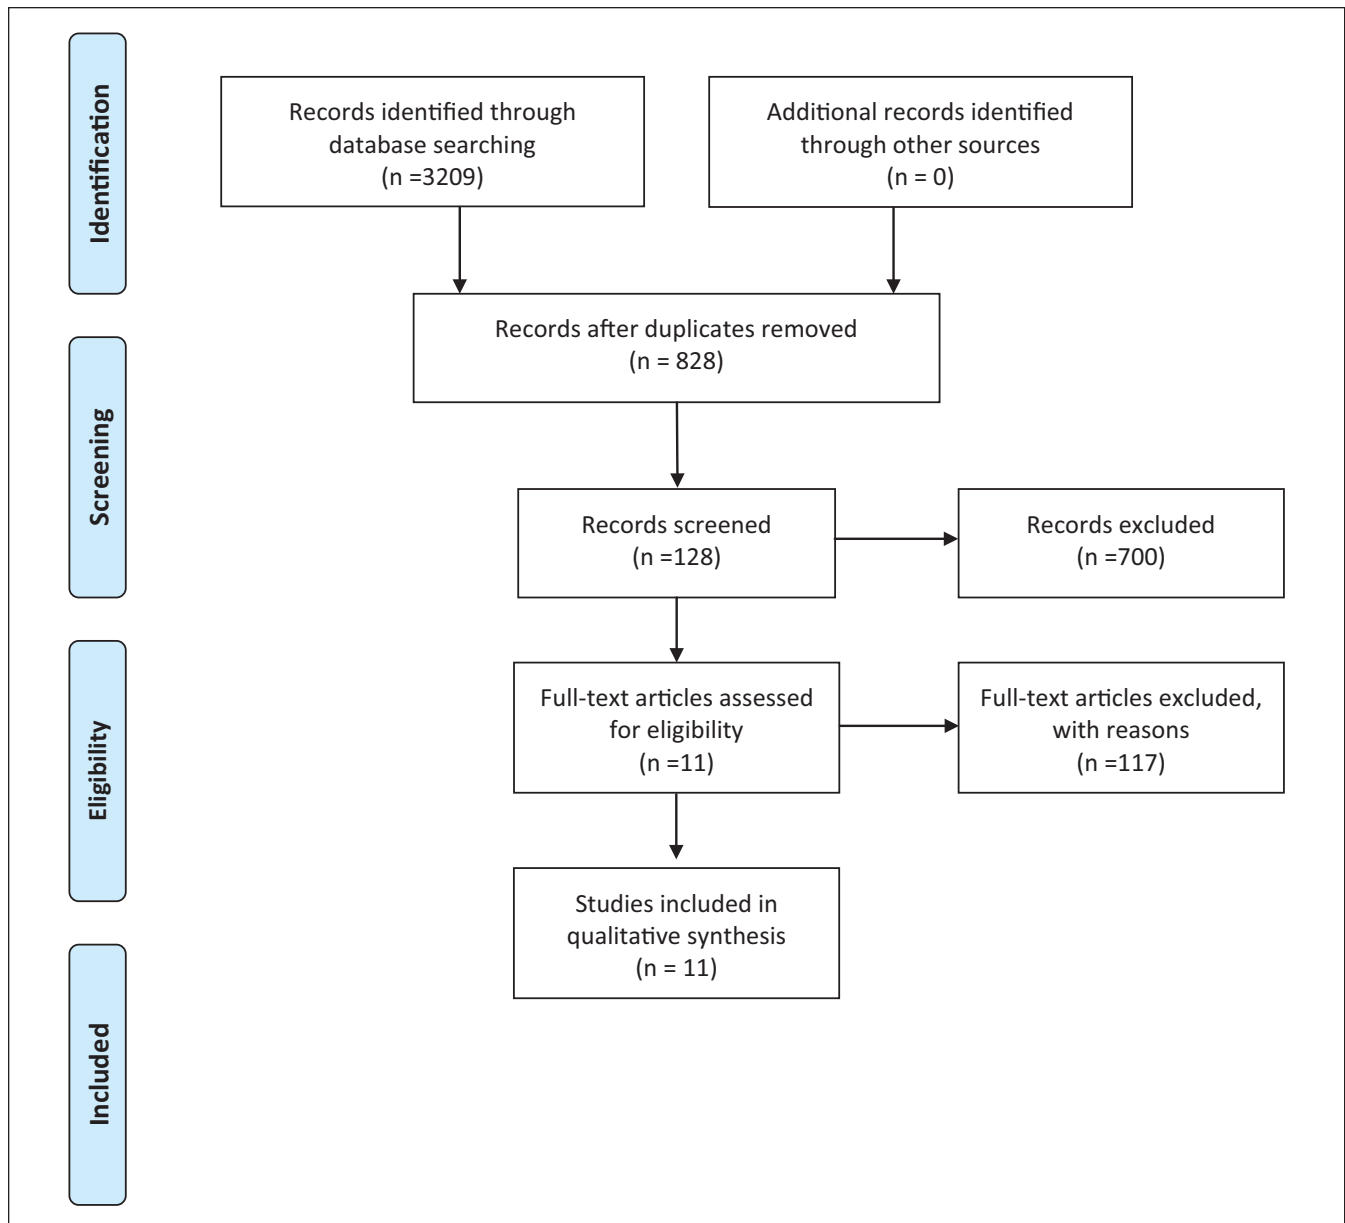 Identification
Records identified through
database searching
(n =3209)
Additional records identified
through other sources
(n = 0)
Records after duplicates removed
(n = 828)
Screening
Records screened
(n =128)
Records excluded
(n =700)
Eligibility
Full-text articles assessed
for eligibility
(n =11)
Full-text articles excluded,
with reasons
(n =117)
Studies included in
qualitative synthesis
(n = 11)
Included